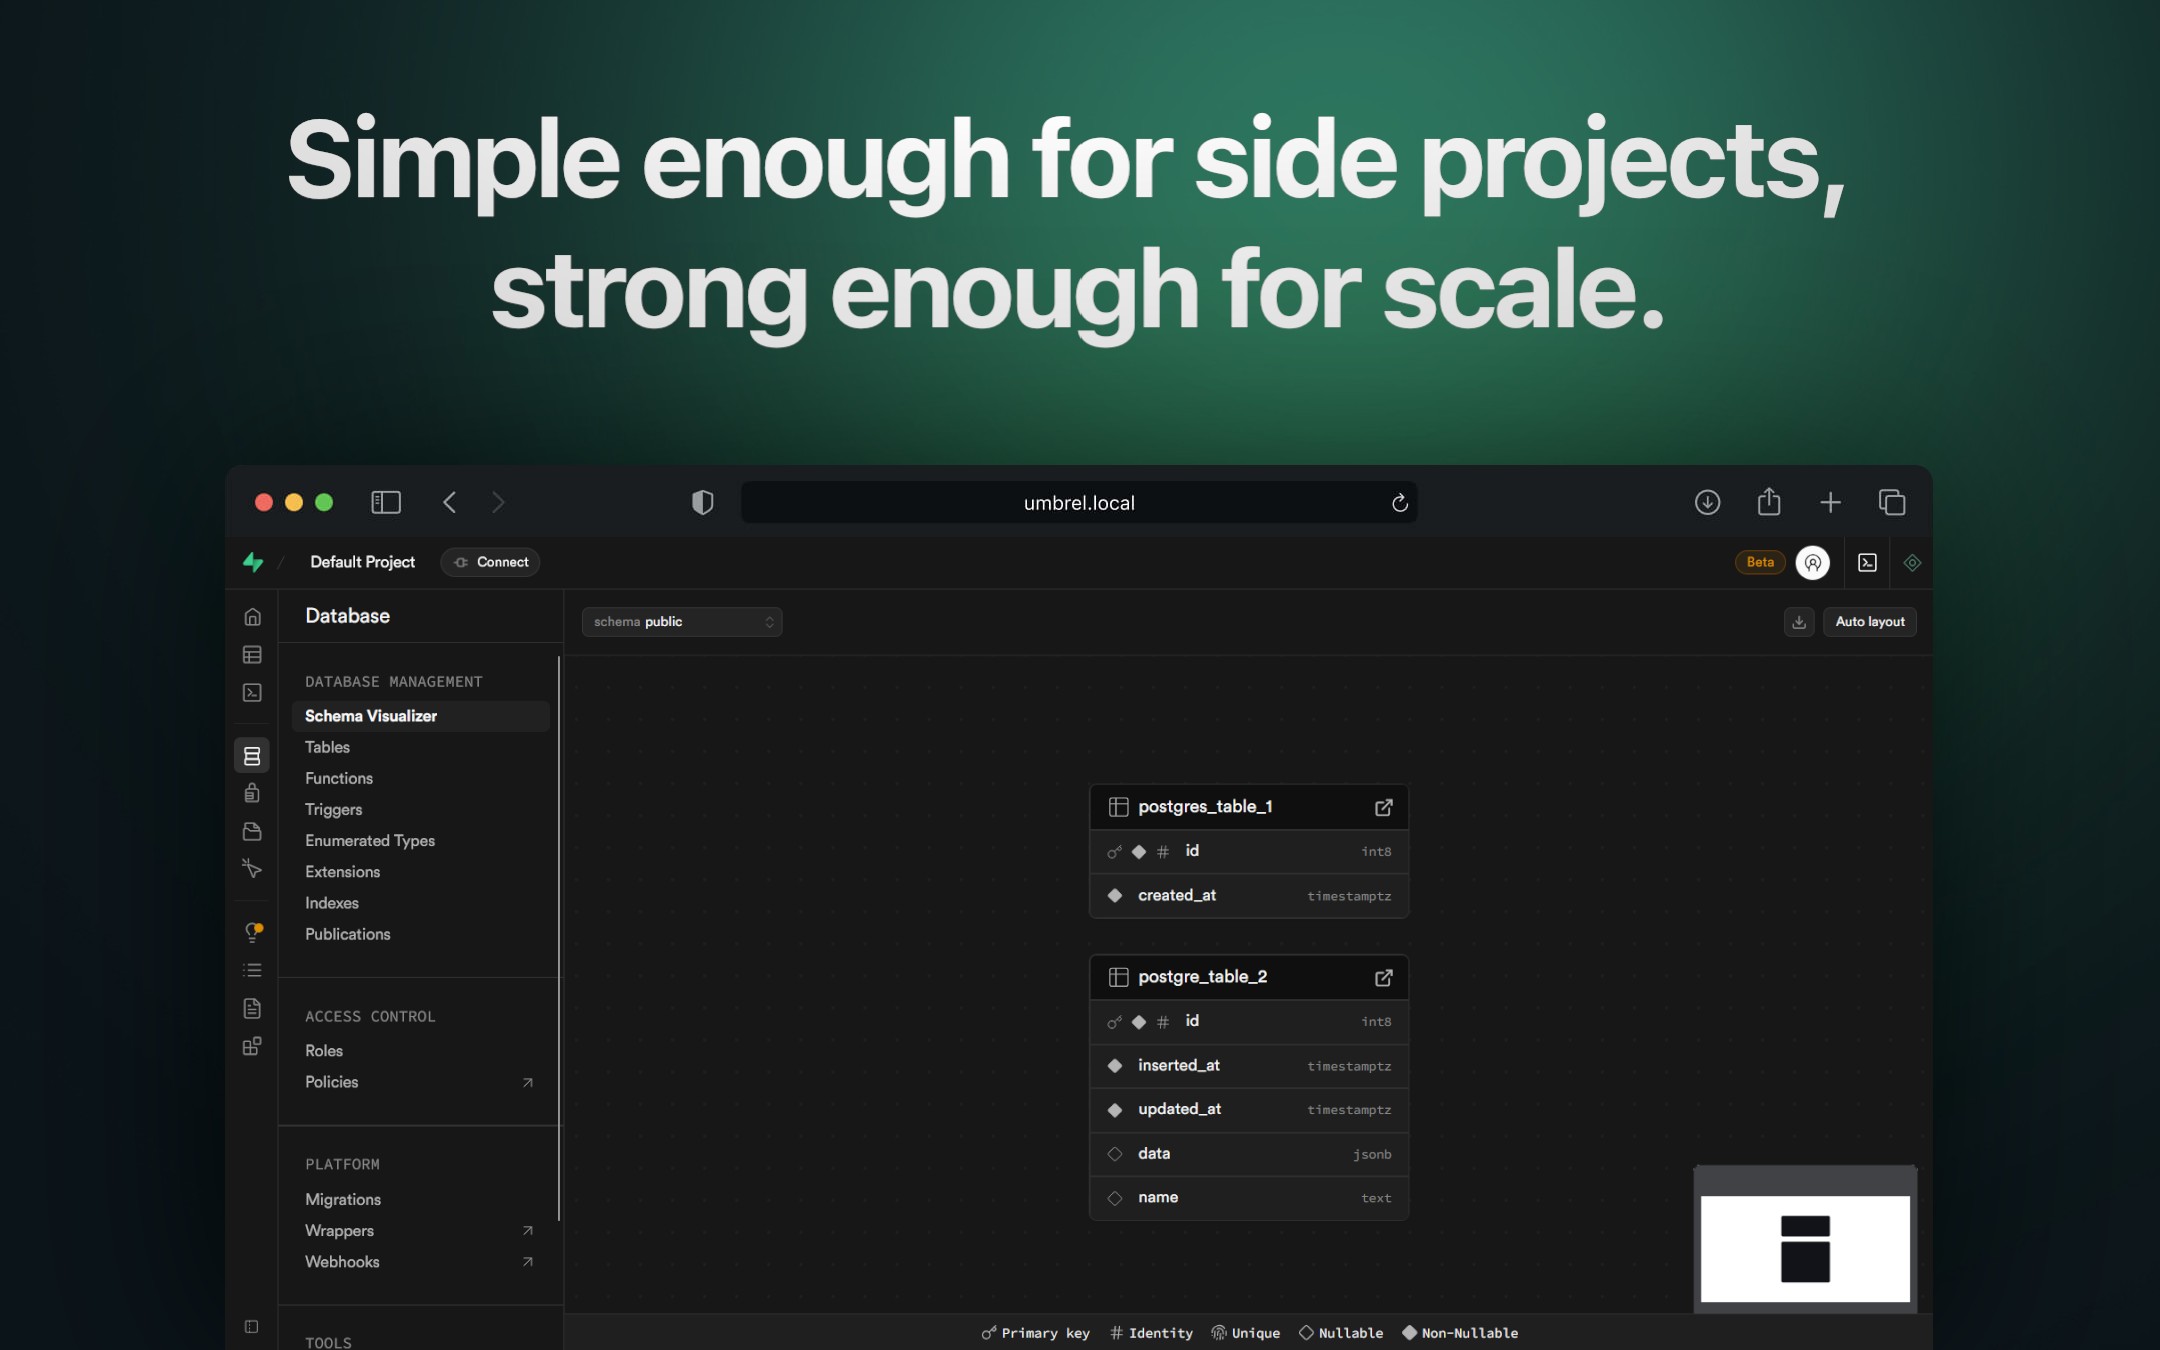 Simple enough for side projects,
strong enough for scale.
umbrel.local
Default Project
Connect
Beta
Database
schema public
Auto layout
DATABASE MANAGEMENT
Schema Visualizer
Tables
Functions
Triggers
Enumerated Types
Extensions
Indexes
Publications
ACCESS CONTROL
Roles
Policies
PLATFORM
Migrations
Wrappers
Webhooks
TOOLS
postgres_table_1
id int8
created_at timestamptz
postgre_table_2
id int8
inserted_at timestamptz
updated_at timestamptz
data jsonb
name text
Primary key Identity Unique Nullable Non-Nullable